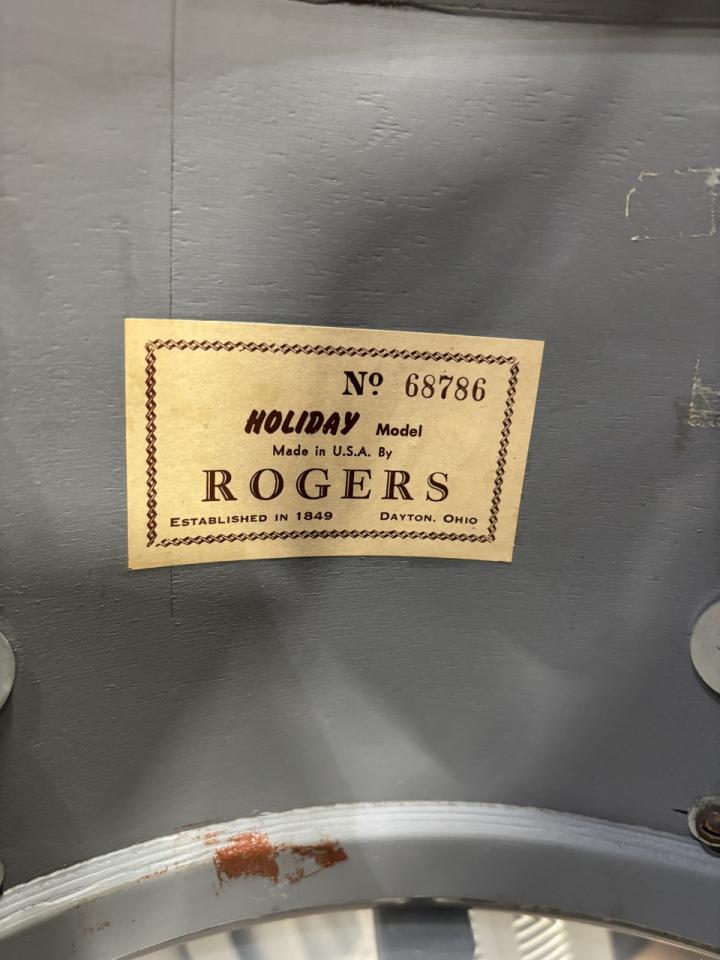 Nº 68786
HOLIDAY Model
Made in U.S.A. By
ROGERS
ESTABLISHED IN 1849 DAYTON, OHIO